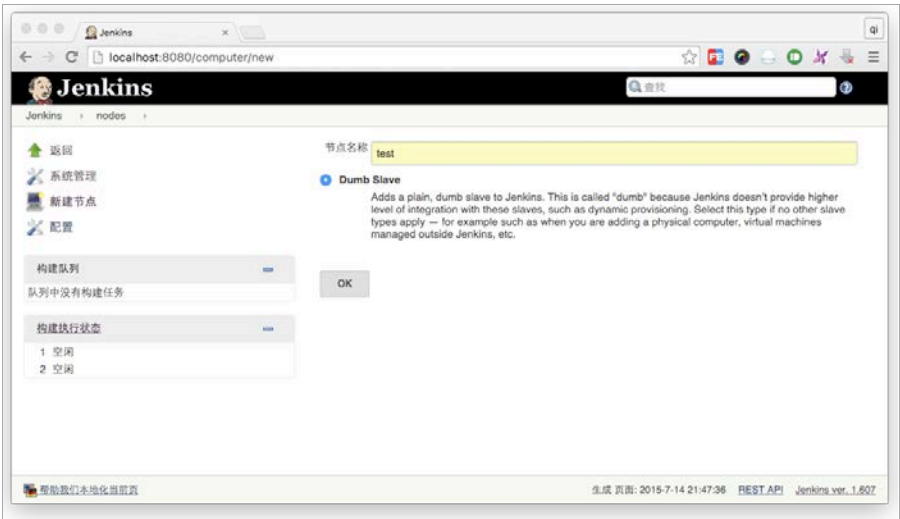 Jenkins
qi
localhost:8080/computer/new
Jenkins
查找
Jenkins
nodes
返回
系统管理
新建节点
配置
构建队列
队列中没有构建任务
构建执行状态
1 空闲
2 空闲
节点名称 test
Dumb Slave
Adds a plain, dumb slave to Jenkins. This is called "dumb" because Jenkins doesn't provide higher
level of integration with these slaves, such as dynamic provisioning. Select this type if no other slave
types apply — for example such as when you are adding a physical computer, virtual machines
managed outside Jenkins, etc.
OK
帮助我们本地化当前页
生成 页面: 2015-7-14 21:47:36 REST API Jenkins ver. 1.607